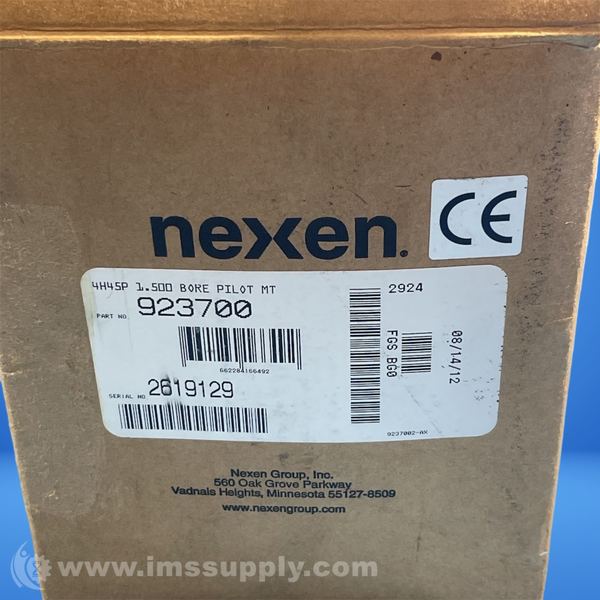 nexen.
CE
4H45P 1.500 BORE PILOT MT
PART NO. 923700
662284166492
SERIAL NO. 2619129
2924
FGS BG0
08/14/12
9237002-AX
Nexen Group, Inc.
560 Oak Grove Parkway
Vadnais Heights, Minnesota 55127-8509
www.nexengroup.com
www.imssupply.com